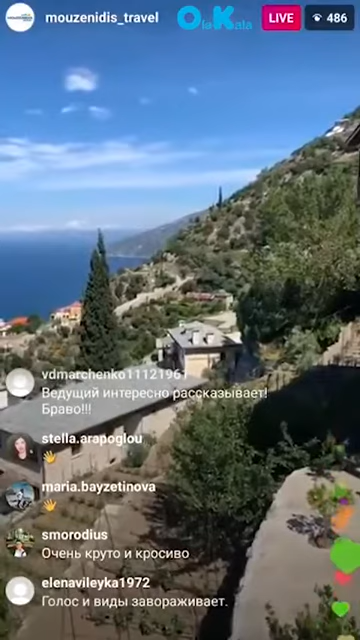 mouzenidis_travel
OlaKala
LIVE
486
vdmarchenko11121961
Ведущий интересно рассказывает!
Браво!!!
stella.arapoglou
👋
maria.bayzetinova
👋
smorodius
Очень круто и кросиво
elenavileyka1972
Голос и виды завораживает.